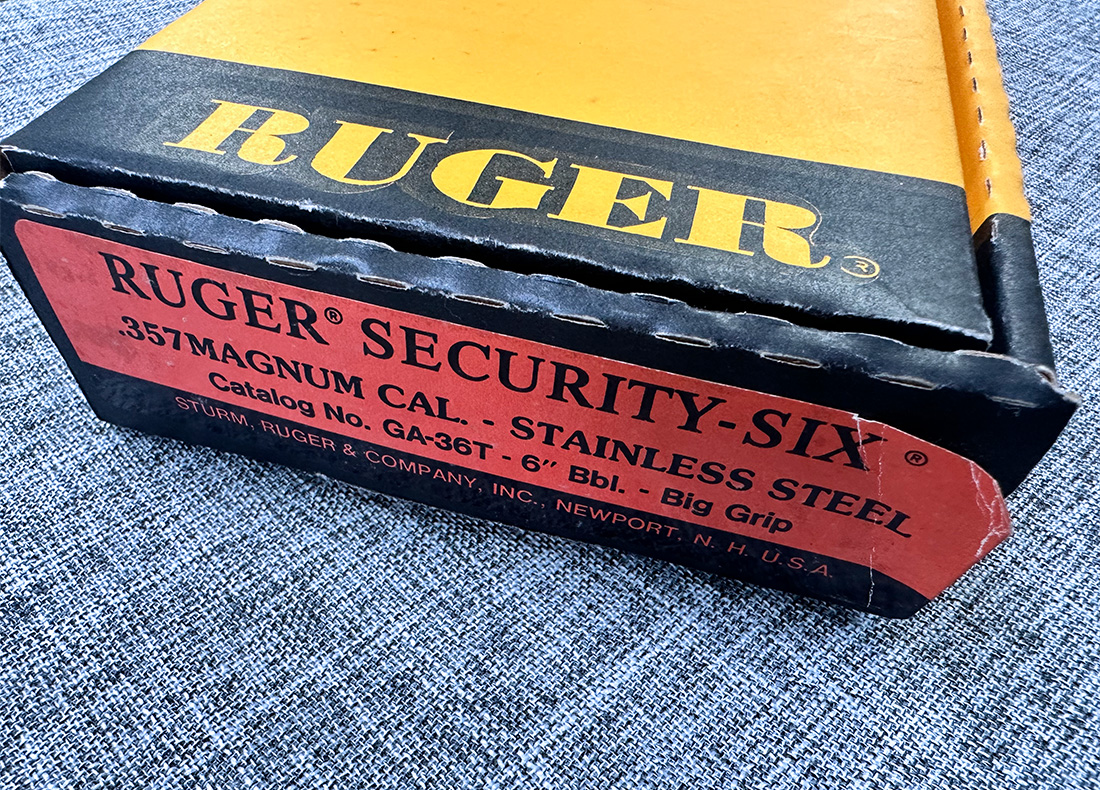 RUGER®
RUGER® SECURITY-SIX®
.357MAGNUM CAL. - STAINLESS STEEL
Catalog No. GA-36T - 6" Bbl. - Big Grip
STURM, RUGER & COMPANY, INC., NEWPORT, N. H. U.S.A.